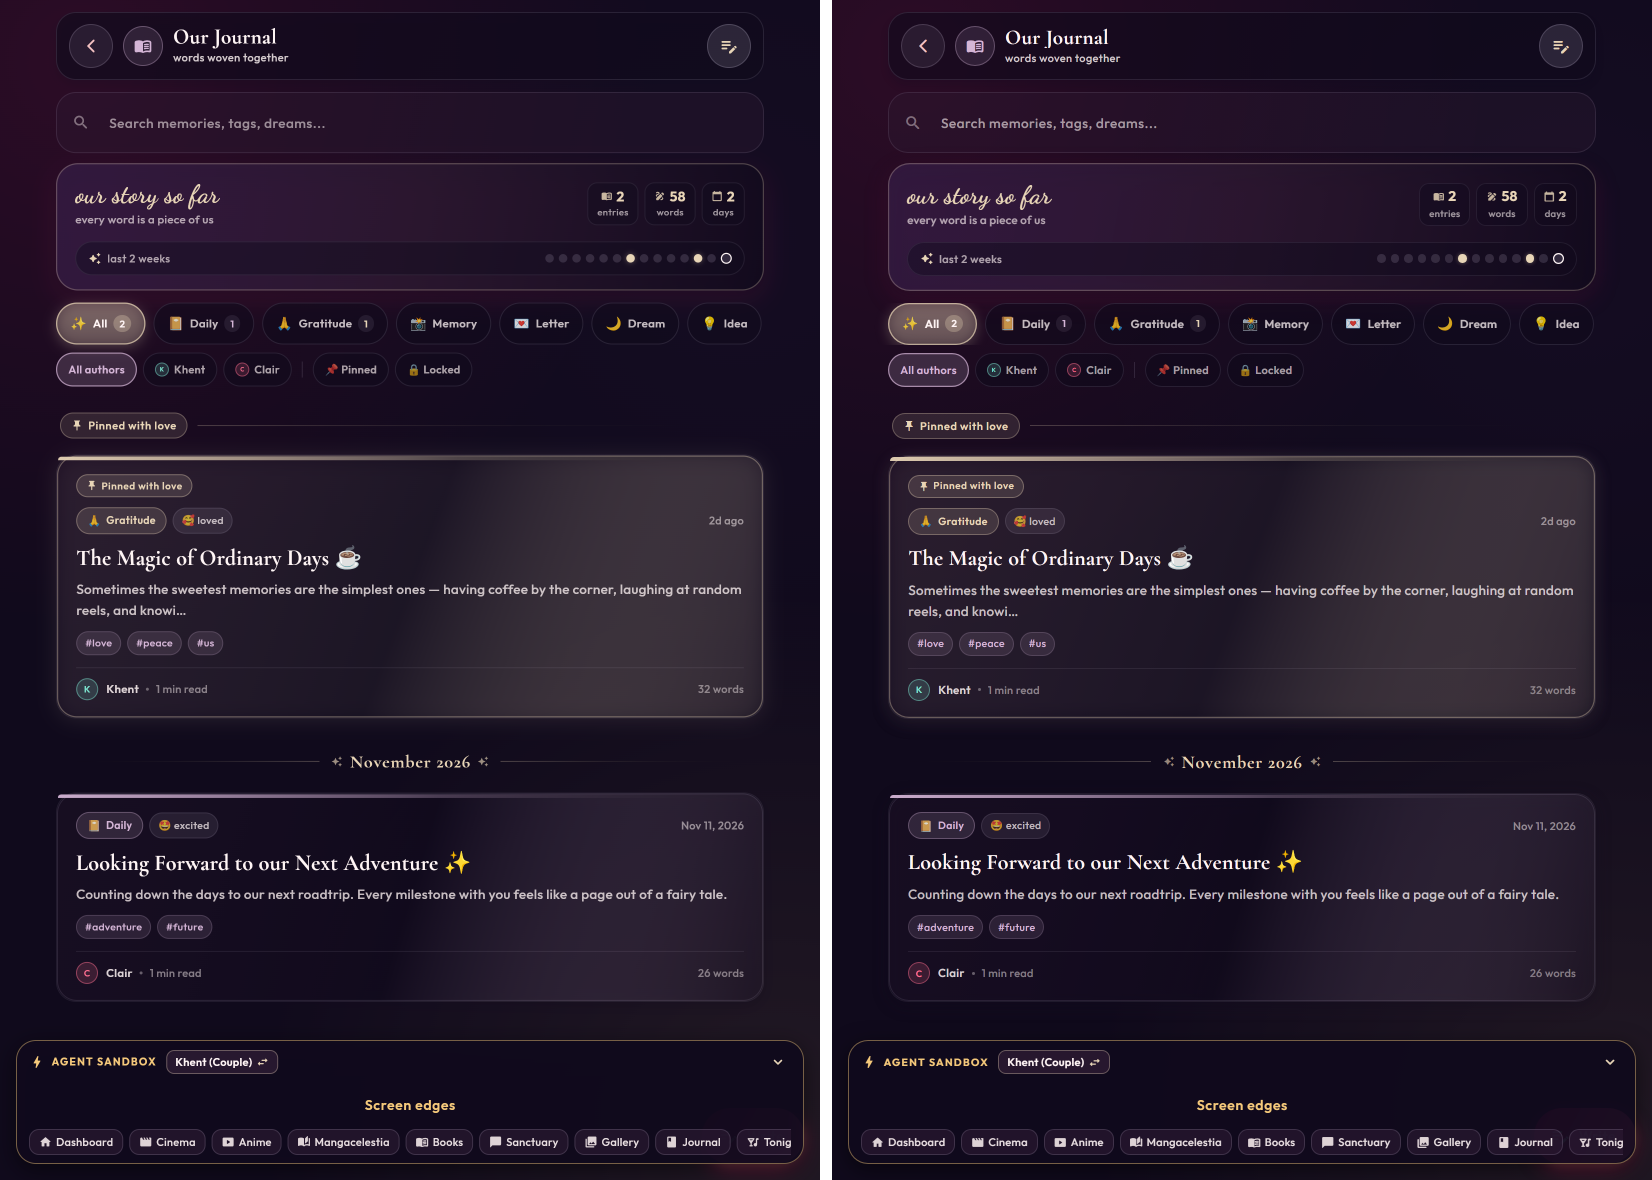 Our Journal
words woven together
Search memories, tags, dreams...
our story so far
every word is a piece of us
2 entries
58 words
2 days
last 2 weeks
All 2
Daily 1
Gratitude 1
Memory
Letter
Dream
Idea
All authors
K Khent
C Clair
Pinned
Locked
Pinned with love
Pinned with love
Gratitude
loved
2d ago
The Magic of Ordinary Days
Sometimes the sweetest memories are the simplest ones — having coffee by the corner, laughing at random
reels, and knowi...
#love #peace #us
K Khent • 1 min read
32 words
November 2026
Daily
excited
Nov 11, 2026
Looking Forward to our Next Adventure
Counting down the days to our next roadtrip. Every milestone with you feels like a page out of a fairy tale.
#adventure #future
C Clair • 1 min read
26 words
AGENT SANDBOX
Khent (Couple)
Screen edges
Dashboard
Cinema
Anime
Mangacelestia
Books
Sanctuary
Gallery
Journal
Tonig
Our Journal
words woven together
Search memories, tags, dreams...
our story so far
every word is a piece of us
2 entries
58 words
2 days
last 2 weeks
All 2
Daily 1
Gratitude 1
Memory
Letter
Dream
Idea
All authors
K Khent
C Clair
Pinned
Locked
Pinned with love
Pinned with love
Gratitude
loved
2d ago
The Magic of Ordinary Days
Sometimes the sweetest memories are the simplest ones — having coffee by the corner, laughing at random
reels, and knowi...
#love #peace #us
K Khent • 1 min read
32 words
November 2026
Daily
excited
Nov 11, 2026
Looking Forward to our Next Adventure
Counting down the days to our next roadtrip. Every milestone with you feels like a page out of a fairy tale.
#adventure #future
C Clair • 1 min read
26 words
AGENT SANDBOX
Khent (Couple)
Screen edges
Dashboard
Cinema
Anime
Mangacelestia
Books
Sanctuary
Gallery
Journal
Tonig